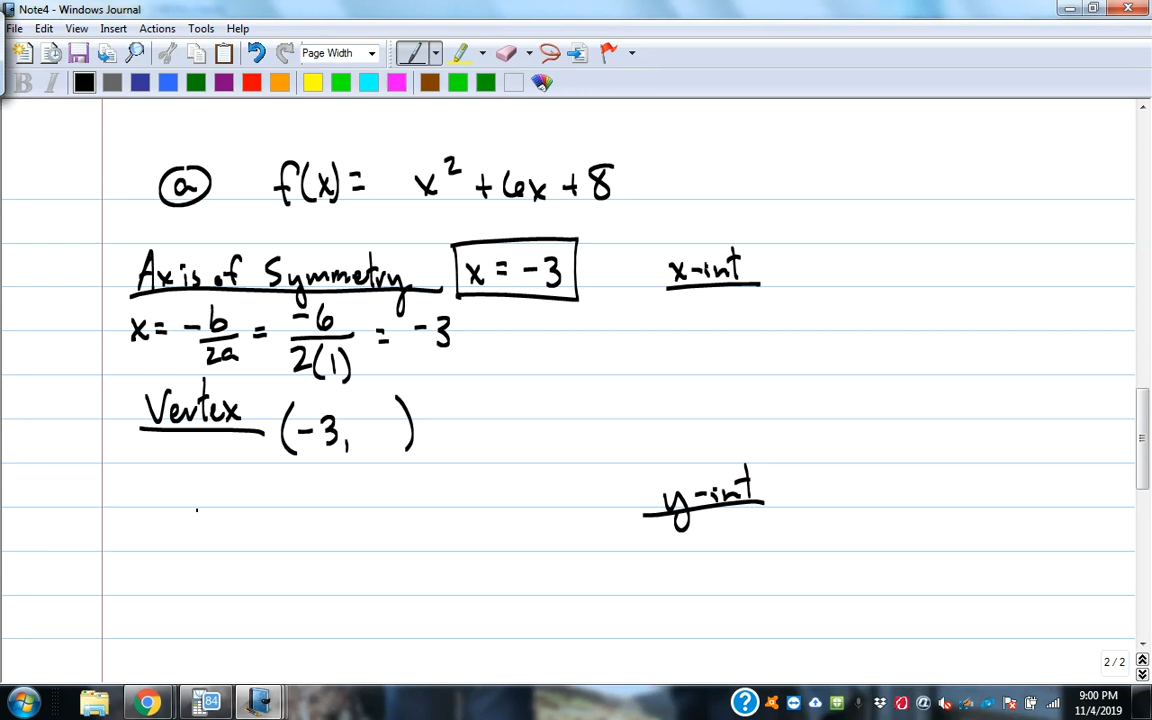 Note4 - Windows Journal
File Edit View Insert Actions Tools Help
Page Width
B I
ⓐ f(x) = x² + 6x + 8
Axis of Symmetry x = -3 x-int
x = -b/2a = -6/2(1) = -3
Vertex (-3, )
y-int
2 / 2
84
9:00 PM
11/4/2019